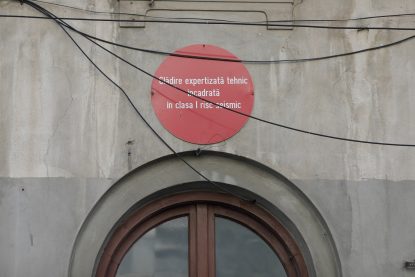 Clădire expertizată tehnic
încadrată
în clasa I risc seismic